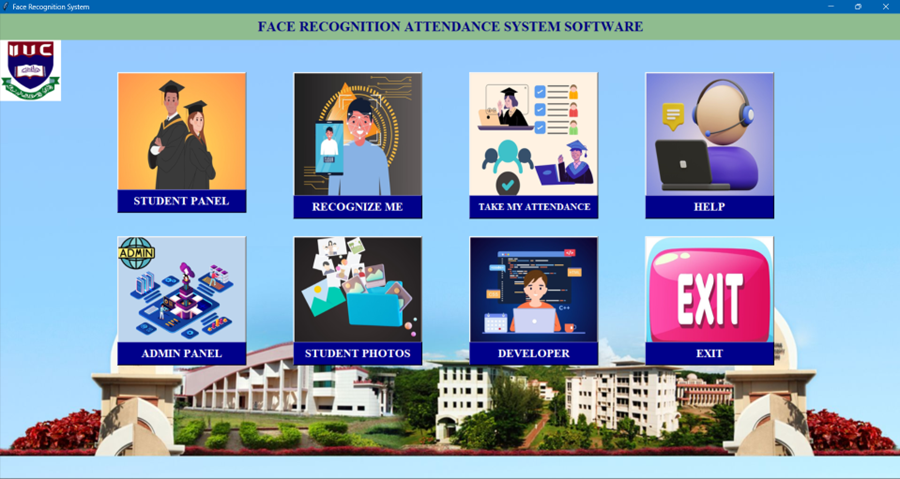 Face Recognition System
FACE RECOGNITION ATTENDANCE SYSTEM SOFTWARE
IIUC
STUDENT PANEL
RECOGNIZE ME
TAKE MY ATTENDANCE
HELP
ADMIN
EXIT
ADMIN PANEL
STUDENT PHOTOS
DEVELOPER
EXIT